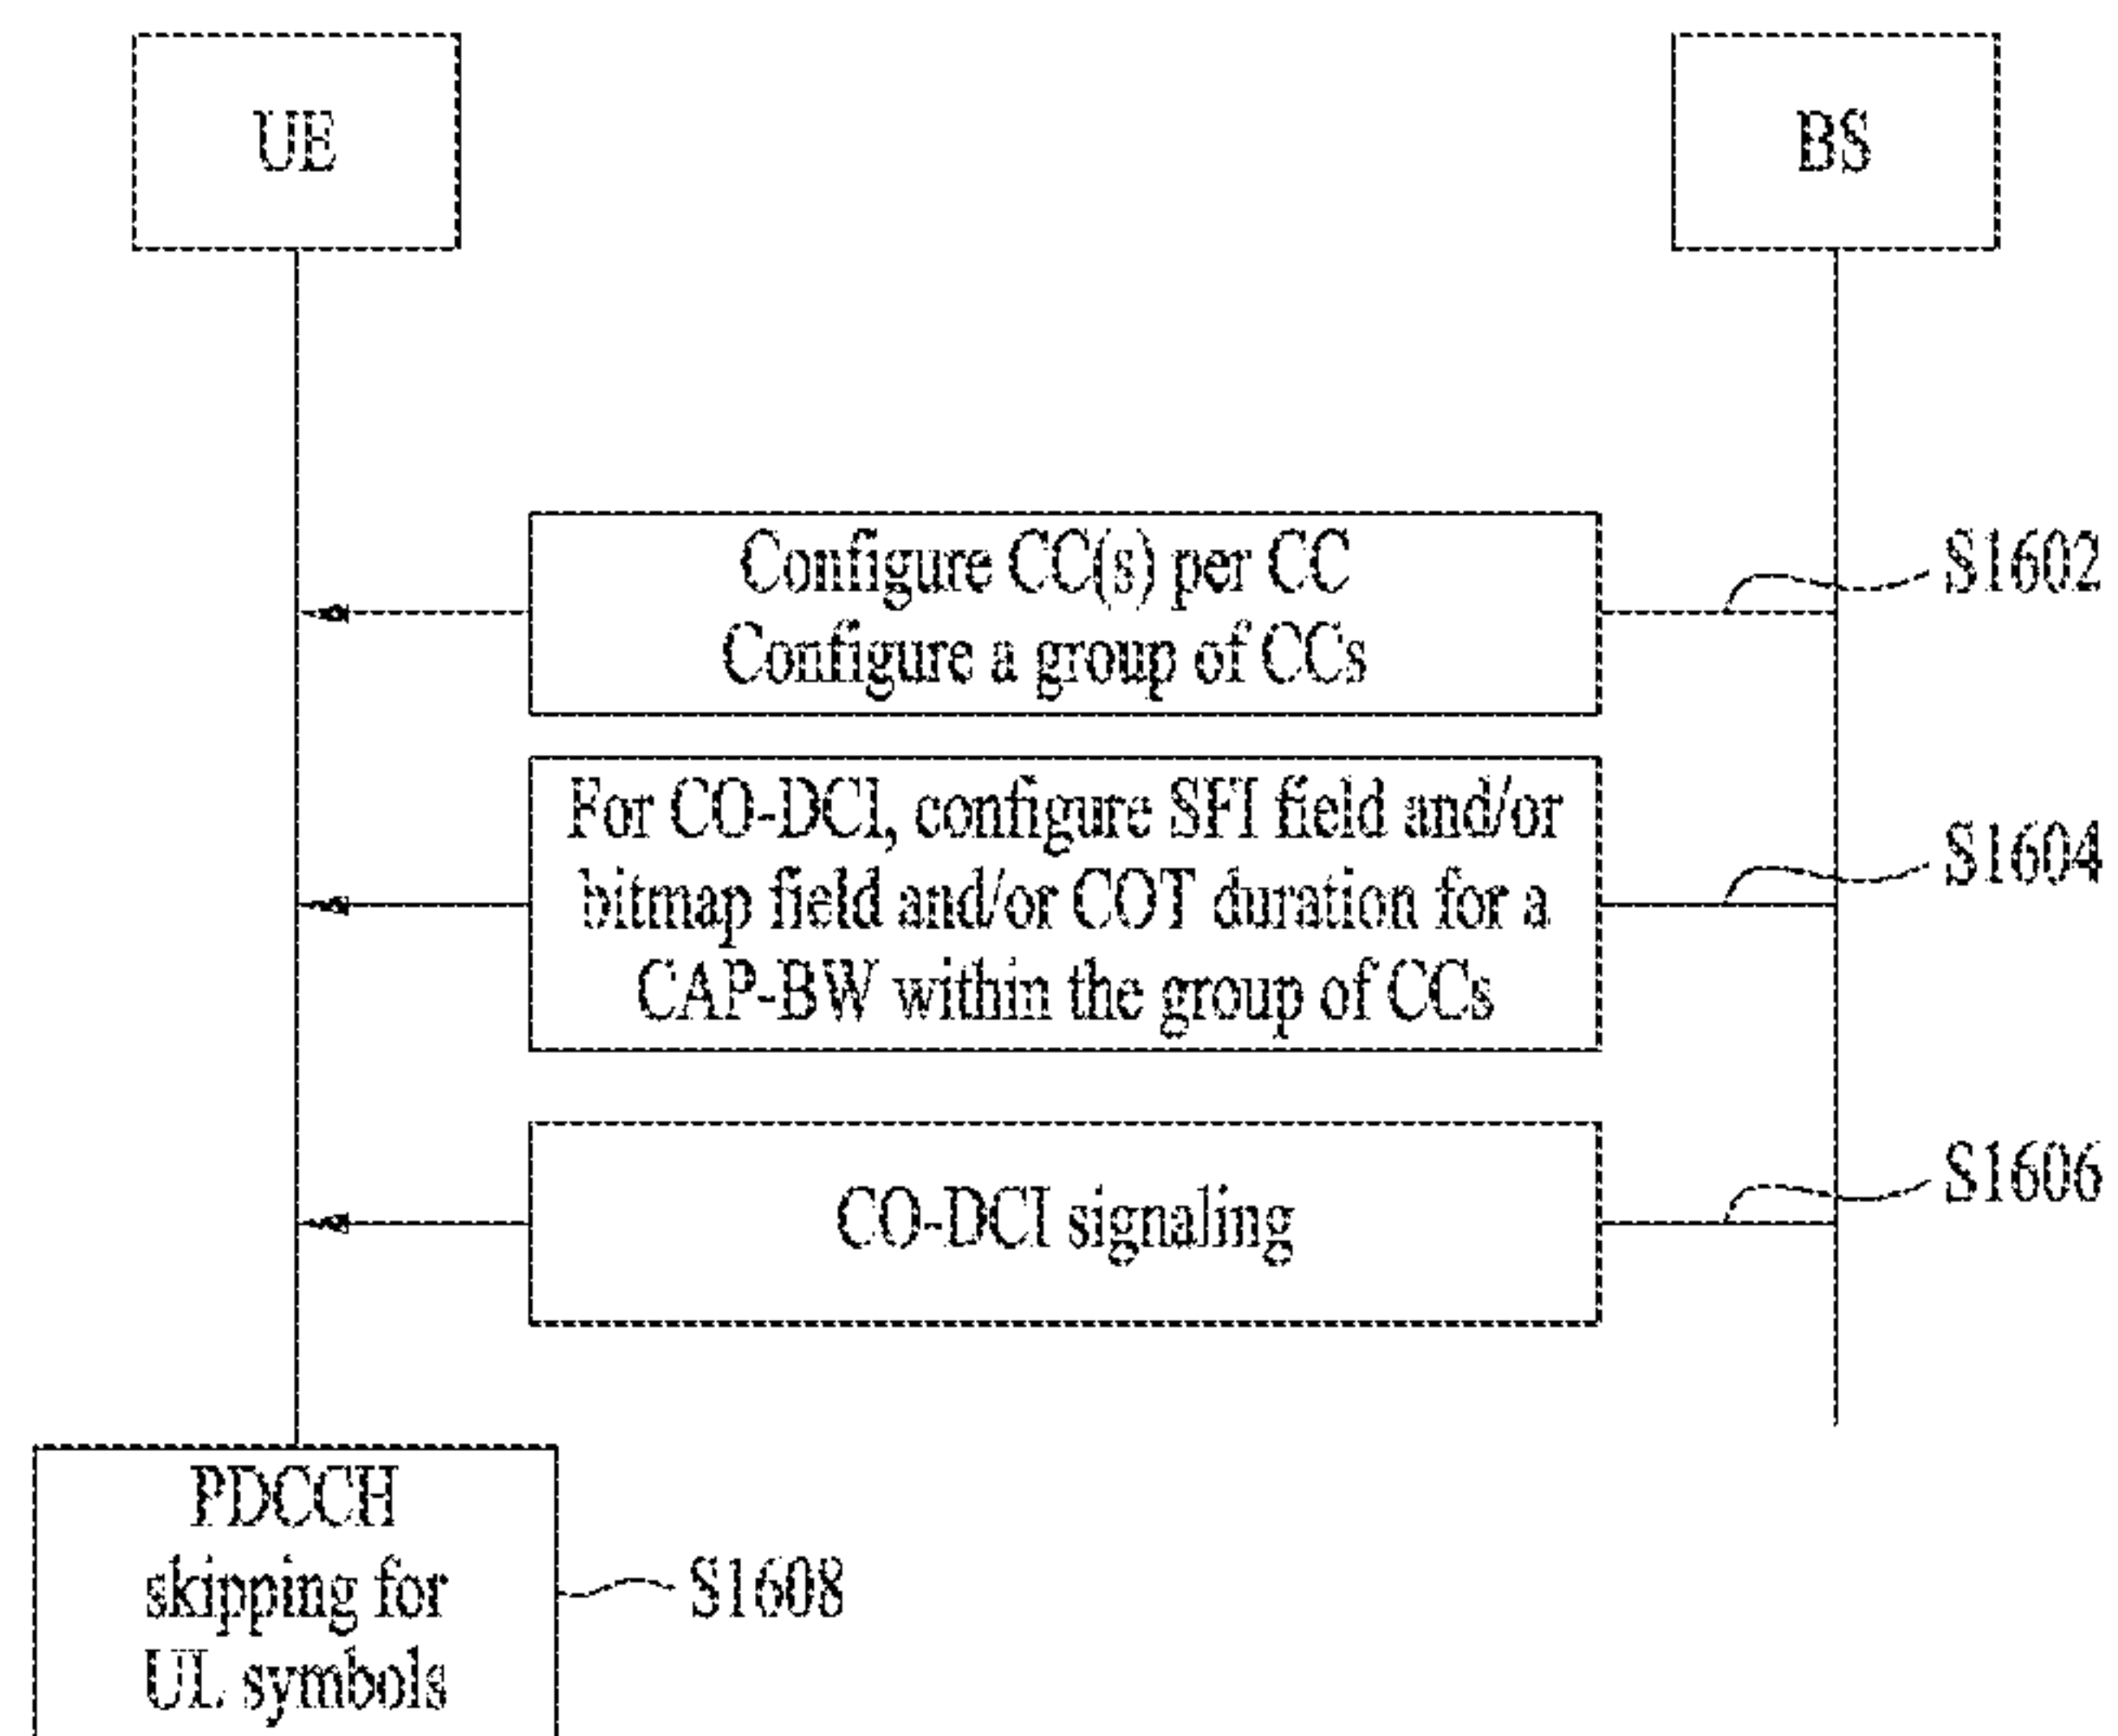 UE
BS
Configure CC(s) per CC
Configure a group of CCs
S1602
For CO-DCI, configure SFI field and/or
bitmap field and/or COT duration for a
CAP-BW within the group of CCs
S1604
CO-DCI signaling
S1606
PDCCH
skipping for
UL symbols
S1608